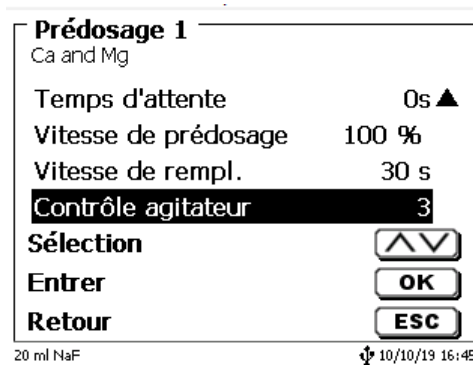 Prédosage 1
Ca and Mg
Temps d'attente 0s
Vitesse de prédosage 100 %
Vitesse de rempl. 30 s
Contrôle agitateur 3
Sélection
Entrer OK
Retour ESC
20 ml NaF 10/10/19 16:45